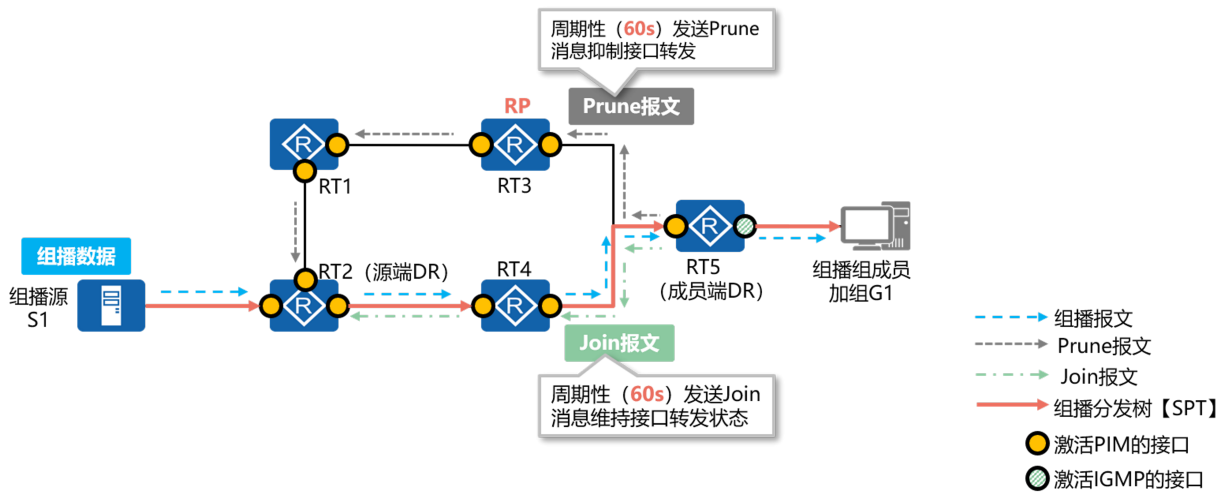 周期性（60s）发送Prune
消息抑制接口转发
RP
Prune报文
R
R
RT1
RT3
R
组播数据
RT2（源端DR）
RT4
RT5
（成员端DR）
组播组成员
加组G1
组播源
S1
R
R
Join报文
周期性（60s）发送Join
消息维持接口转发状态
组播报文
Prune报文
Join报文
组播分发树【SPT】
激活PIM的接口
激活IGMP的接口